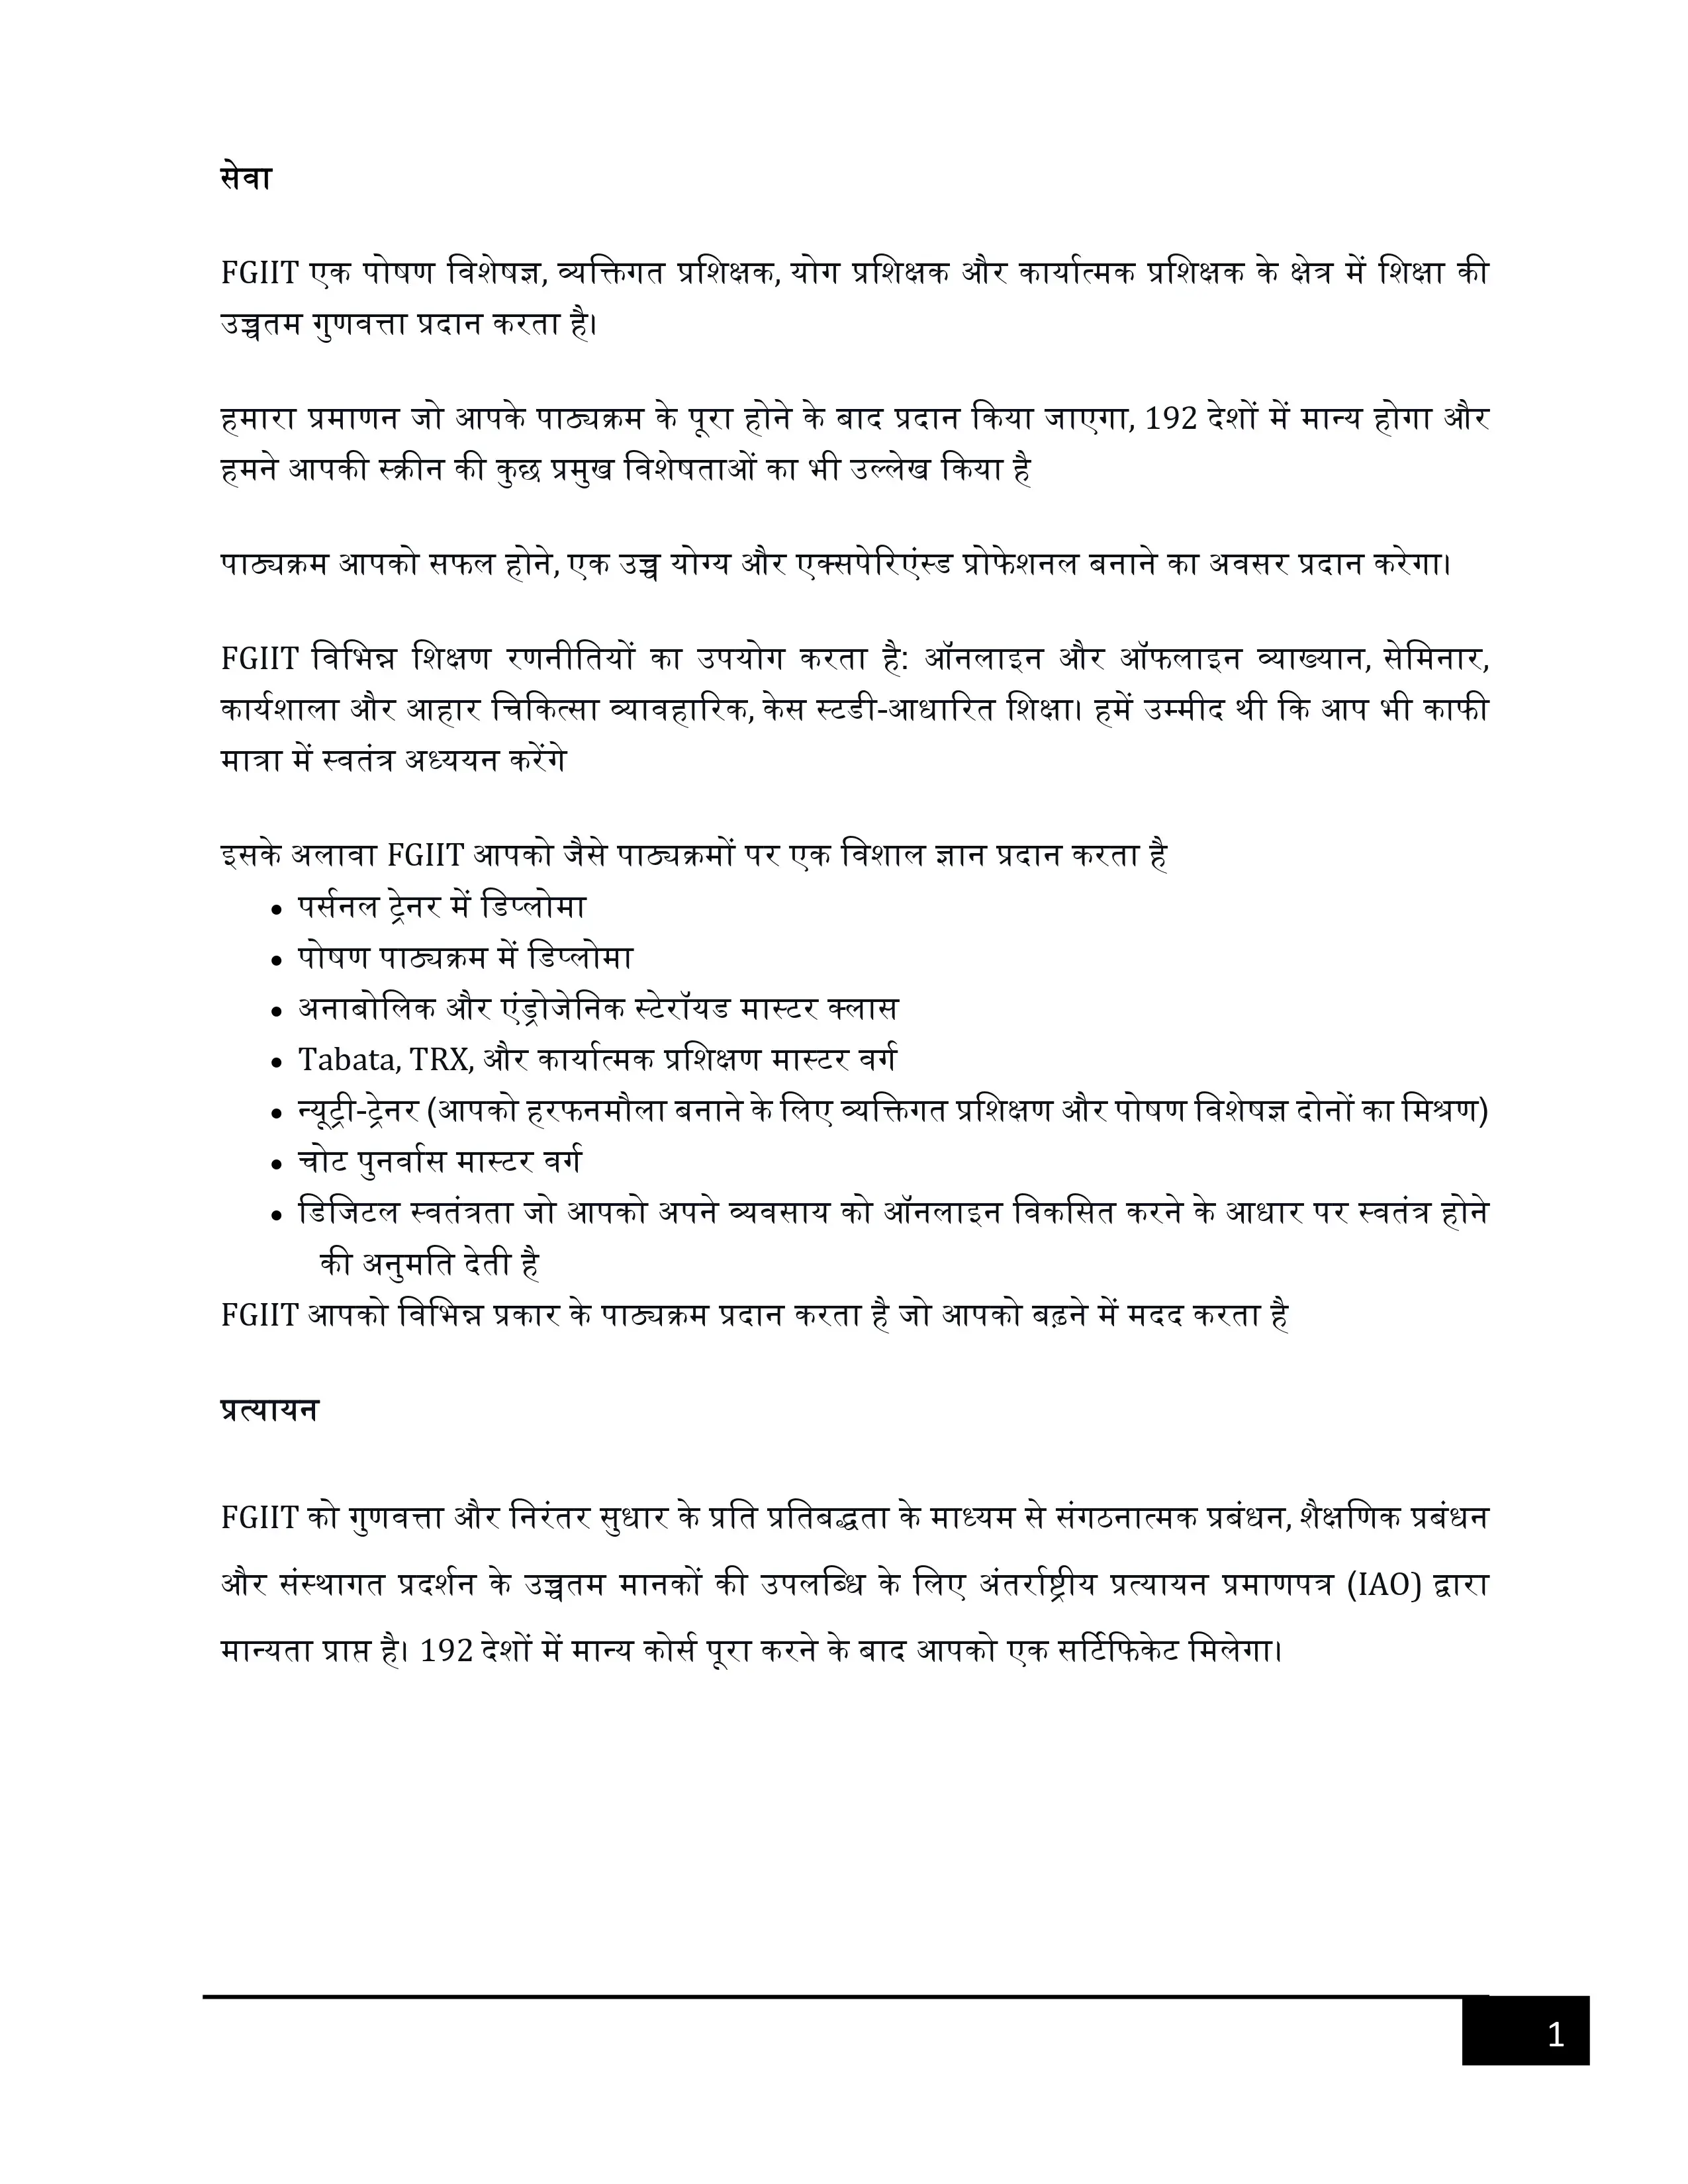 सेवा
FGIIT एक पोषण विशेषज्ञ, व्यक्तिगत प्रशिक्षक, योग प्रशिक्षक और कार्यात्मक प्रशिक्षक के क्षेत्र में शिक्षा की
उच्चतम गुणवत्ता प्रदान करता है।
हमारा प्रमाणन जो आपके पाठ्यक्रम के पूरा होने के बाद प्रदान किया जाएगा, 192 देशों में मान्य होगा और
हमने आपकी स्क्रीन की कुछ प्रमुख विशेषताओं का भी उल्लेख किया है
पाठ्यक्रम आपको सफल होने, एक उच्च योग्य और एक्सपेरिएंस्ड प्रोफेशनल बनाने का अवसर प्रदान करेगा।
FGIIT विभिन्न शिक्षण रणनीतियों का उपयोग करता है: ऑनलाइन और ऑफलाइन व्याख्यान, सेमिनार,
कार्यशाला और आहार चिकित्सा व्यावहारिक, केस स्टडी-आधारित शिक्षा। हमें उम्मीद थी कि आप भी काफी
मात्रा में स्वतंत्र अध्ययन करेंगे
इसके अलावा FGIIT आपको जैसे पाठ्यक्रमों पर एक विशाल ज्ञान प्रदान करता है
• पर्सनल ट्रेनर में डिप्लोमा
• पोषण पाठ्यक्रम में डिप्लोमा
• अनाबोलिक और एंड्रोजेनिक स्टेरॉयड मास्टर क्लास
• Tabata, TRX, और कार्यात्मक प्रशिक्षण मास्टर वर्ग
• न्यूट्री-ट्रेनर (आपको हरफनमौला बनाने के लिए व्यक्तिगत प्रशिक्षण और पोषण विशेषज्ञ दोनों का मिश्रण)
• चोट पुनर्वास मास्टर वर्ग
• डिजिटल स्वतंत्रता जो आपको अपने व्यवसाय को ऑनलाइन विकसित करने के आधार पर स्वतंत्र होने
की अनुमति देती है
FGIIT आपको विभिन्न प्रकार के पाठ्यक्रम प्रदान करता है जो आपको बढ़ने में मदद करता है
प्रत्यायन
FGIIT को गुणवत्ता और निरंतर सुधार के प्रति प्रतिबद्धता के माध्यम से संगठनात्मक प्रबंधन, शैक्षणिक प्रबंधन
और संस्थागत प्रदर्शन के उच्चतम मानकों की उपलब्धि के लिए अंतर्राष्ट्रीय प्रत्यायन प्रमाणपत्र (IAO) द्वारा
मान्यता प्राप्त है। 192 देशों में मान्य कोर्स पूरा करने के बाद आपको एक सर्टिफिकेट मिलेगा।
1